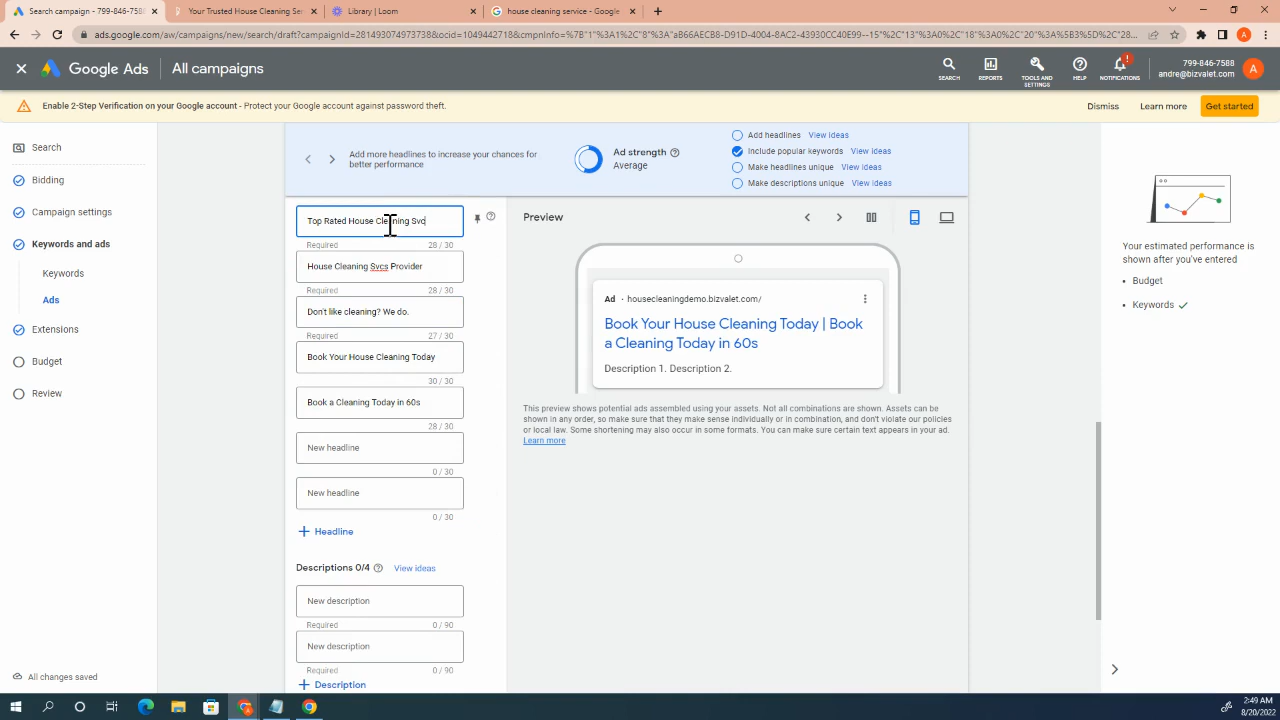 Search campaign - 799-846-7588
Your Trusted House Cleaning Ser
Library | Loom
house cleaning service - Google
ads.google.com/aw/campaigns/new/search/draft?campaignId=281493074973738&ocid=1049442718&cmpnInfo=%7B"1"%3A1%2C"8"%3A"aB66AECB8-D91D-4004-8AC2-43930CC40E99--15"%2C"13"%3A0%2C"18"%3A0%2C"20"%3A%5B3%5D%2C"28...
A
Google Ads
All campaigns
SEARCH
REPORTS
TOOLS AND SETTINGS
HELP
NOTIFICATIONS
799-846-7588
andre@bizvalet.com
A
Enable 2-Step Verification on your Google account - Protect your Google account against password theft.
Dismiss
Learn more
Get started
Search
Bidding
Campaign settings
Keywords and ads
Keywords
Ads
Extensions
Budget
Review
All changes saved
Add more headlines to increase your chances for
better performance
Ad strength
Average
Add headlines View ideas
Include popular keywords View ideas
Make headlines unique View ideas
Make descriptions unique View ideas
Top Rated House Cleaning Svc
Required 28 / 30
House Cleaning Svcs Provider
Required 28 / 30
Don't like cleaning? We do.
Required 27 / 30
Book Your House Cleaning Today
30 / 30
Book a Cleaning Today in 60s
28 / 30
New headline
0 / 30
New headline
0 / 30
Headline
Descriptions 0/4 View ideas
New description
Required 0 / 90
New description
Required 0 / 90
Description
Preview
Ad · housecleaningdemo.bizvalet.com/
Book Your House Cleaning Today | Book
a Cleaning Today in 60s
Description 1. Description 2.
This preview shows potential ads assembled using your assets. Not all combinations are shown. Assets can be
shown in any order, so make sure that they make sense individually or in combination, and don't violate our policies
or local law. Some shortening may also occur in some formats. You can make sure certain text appears in your ad.
Learn more
Your estimated performance is
shown after you've entered
Budget
Keywords
2:49 AM
8/20/2022